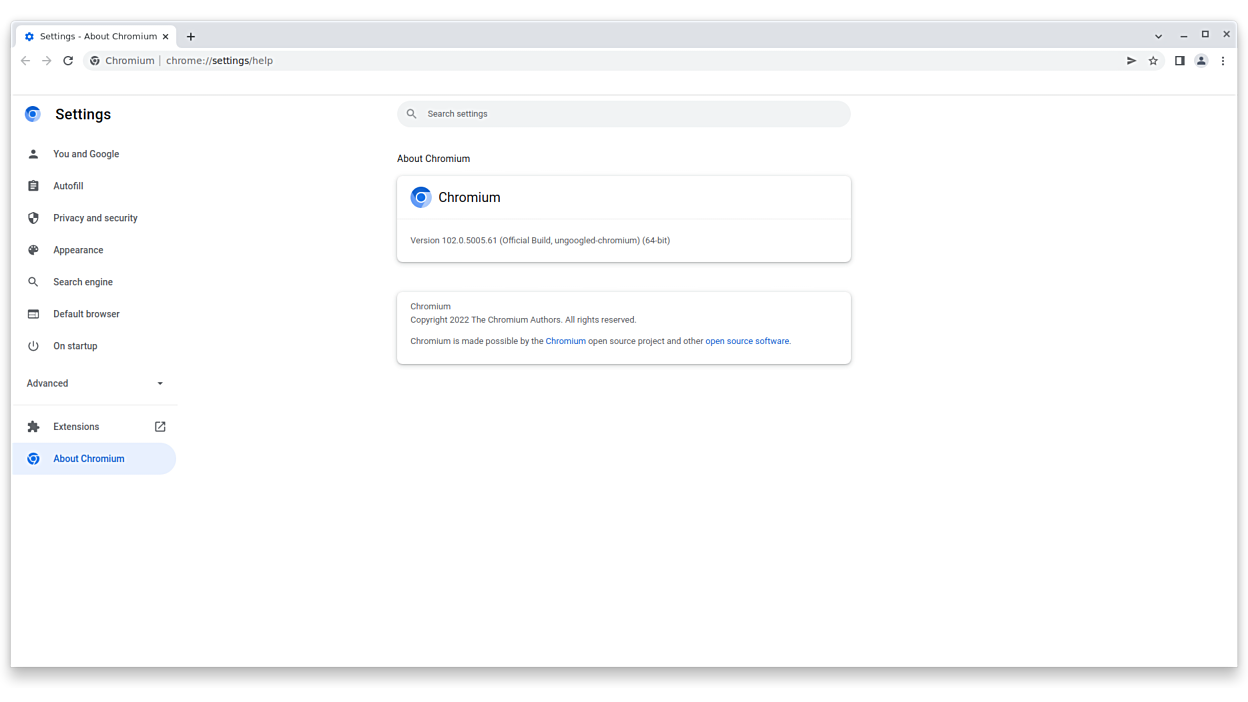 Settings - About Chromium
Chromium | chrome://settings/help
Settings
Search settings
You and Google
Autofill
Privacy and security
Appearance
Search engine
Default browser
On startup
Advanced
Extensions
About Chromium
About Chromium
Chromium
Version 102.0.5005.61 (Official Build, ungoogled-chromium) (64-bit)
Chromium
Copyright 2022 The Chromium Authors. All rights reserved.
Chromium is made possible by the Chromium open source project and other open source software.